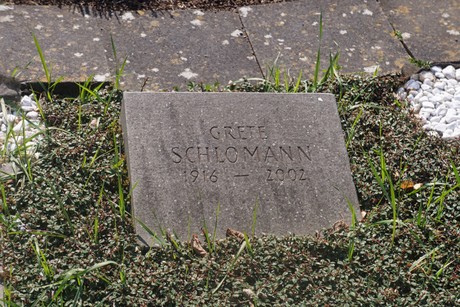 GRETE
SCHLOMANN
1916 — 2002